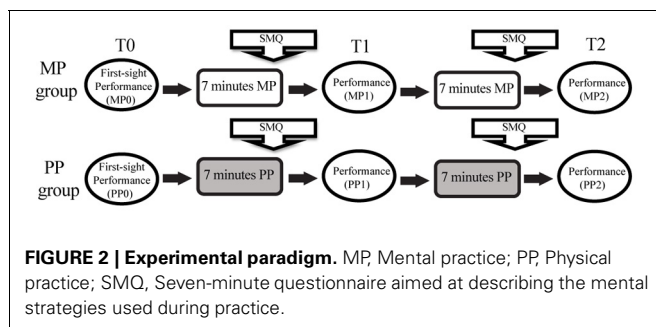 SMQ SMQ
T0 T1 T2
MP group
First-sight
Performance
(MP0)
7 minutes MP
Performance
(MP1)
7 minutes MP
Performance
(MP2)
SMQ SMQ
PP group
First-sight
Performance
(PP0)
7 minutes PP
Performance
(PP1)
7 minutes PP
Performance
(PP2)
FIGURE 2 | Experimental paradigm. MP, Mental practice; PP, Physical
practice; SMQ, Seven-minute questionnaire aimed at describing the mental
strategies used during practice.